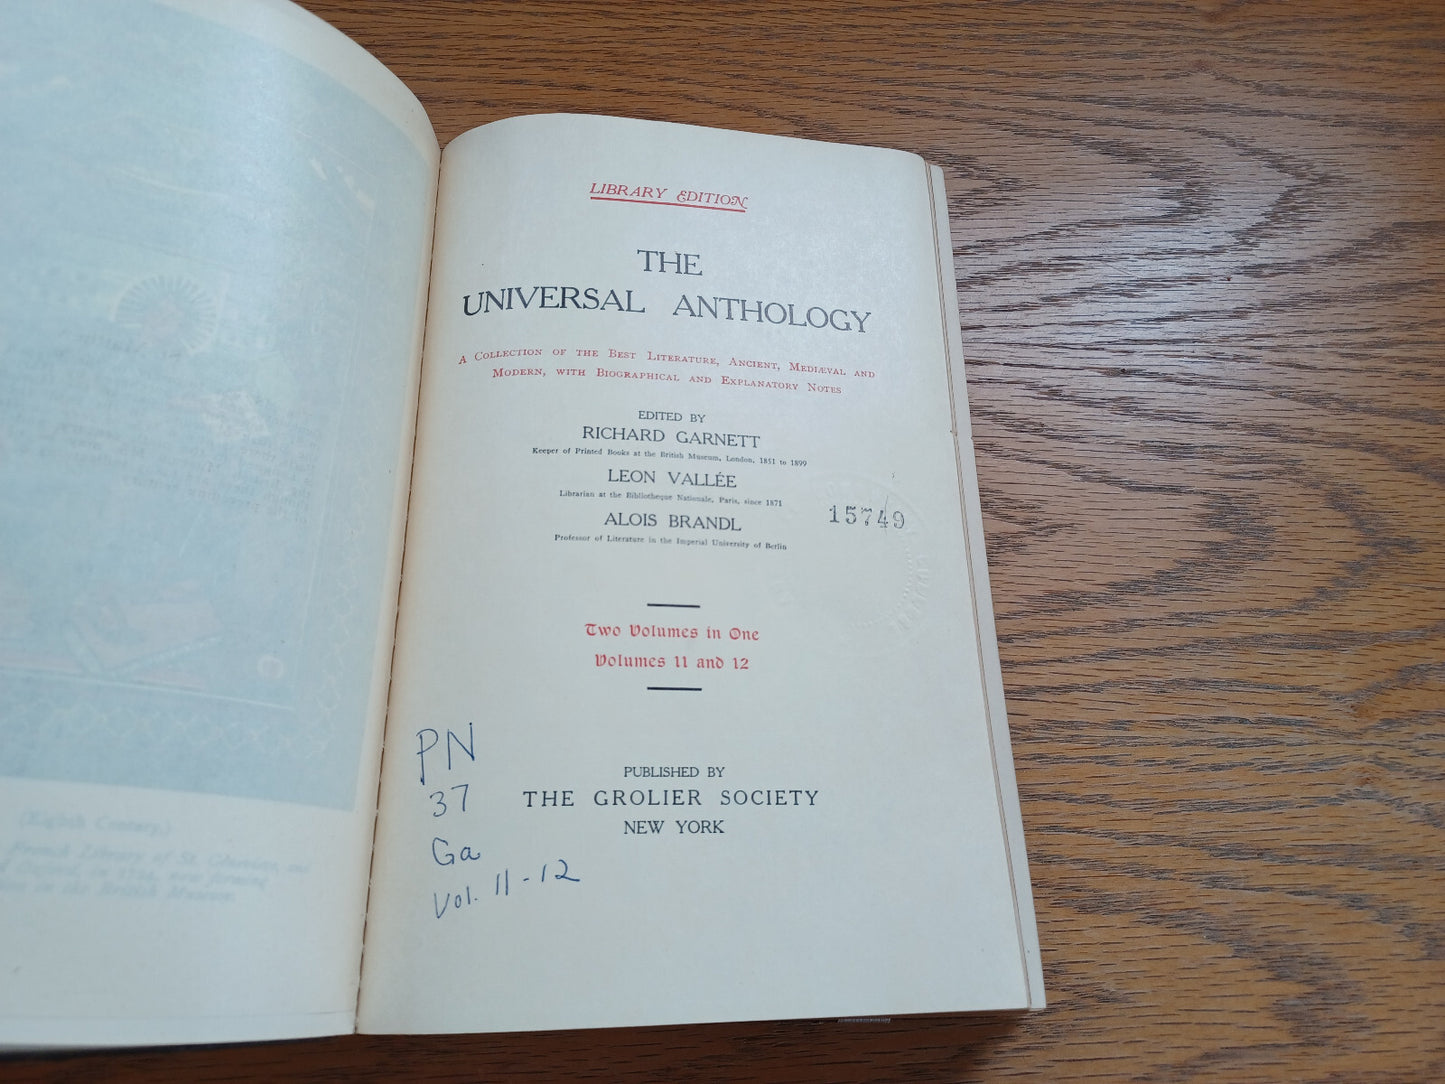 LIBRARY EDITION
THE
UNIVERSAL ANTHOLOGY
A COLLECTION OF THE BEST LITERATURE, ANCIENT, MEDIÆVAL AND
MODERN, WITH BIOGRAPHICAL AND EXPLANATORY NOTES
EDITED BY
RICHARD GARNETT
Keeper of Printed Books at the British Museum, London, 1851 to 1899
LEON VALLÉE
Librarian at the Bibliotheque Nationale, Paris, since 1871
15749
ALOIS BRANDL
Professor of Literature in the Imperial University of Berlin
Two Volumes in One
Volumes 11 and 12
PN
37
Ga
Vol. 11-12
PUBLISHED BY
THE GROLIER SOCIETY
NEW YORK
(Eighth Century.)